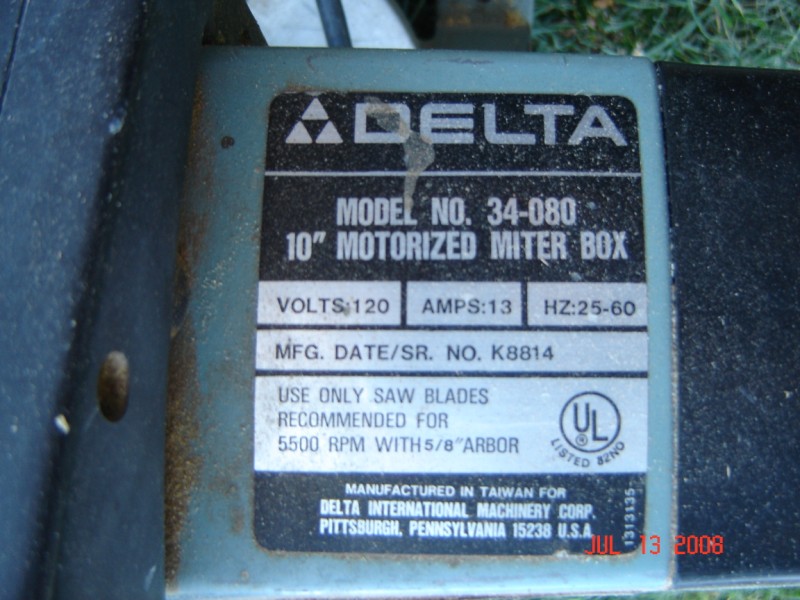 DELTA
MODEL NO. 34-080
10" MOTORIZED MITER BOX
VOLTS:120 AMPS:13 HZ:25-60
MFG. DATE/SR. NO. K8814
USE ONLY SAW BLADES
RECOMMENDED FOR
5500 RPM WITH 5/8" ARBOR
UL
®
LISTED 82NO
MANUFACTURED IN TAIWAN FOR
DELTA INTERNATIONAL MACHINERY CORP.
PITTSBURGH, PENNSYLVANIA 15238 U.S.A
1313135
JUL 13 2008